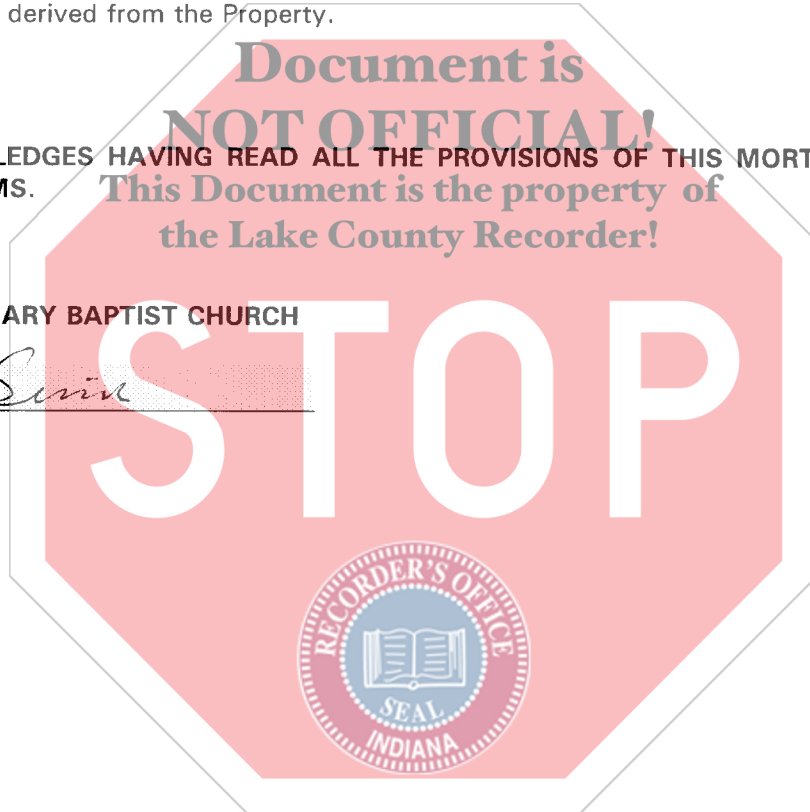 derived from the Property.
Document is
NOT OFFICIAL!
LEDGES HAVING READ ALL THE PROVISIONS OF THIS MORT
MS.
This Document is the property of
the Lake County Recorder!
ARY BAPTIST CHURCH
STOP
RECORDER'S OFFICE
SEAL
INDIANA